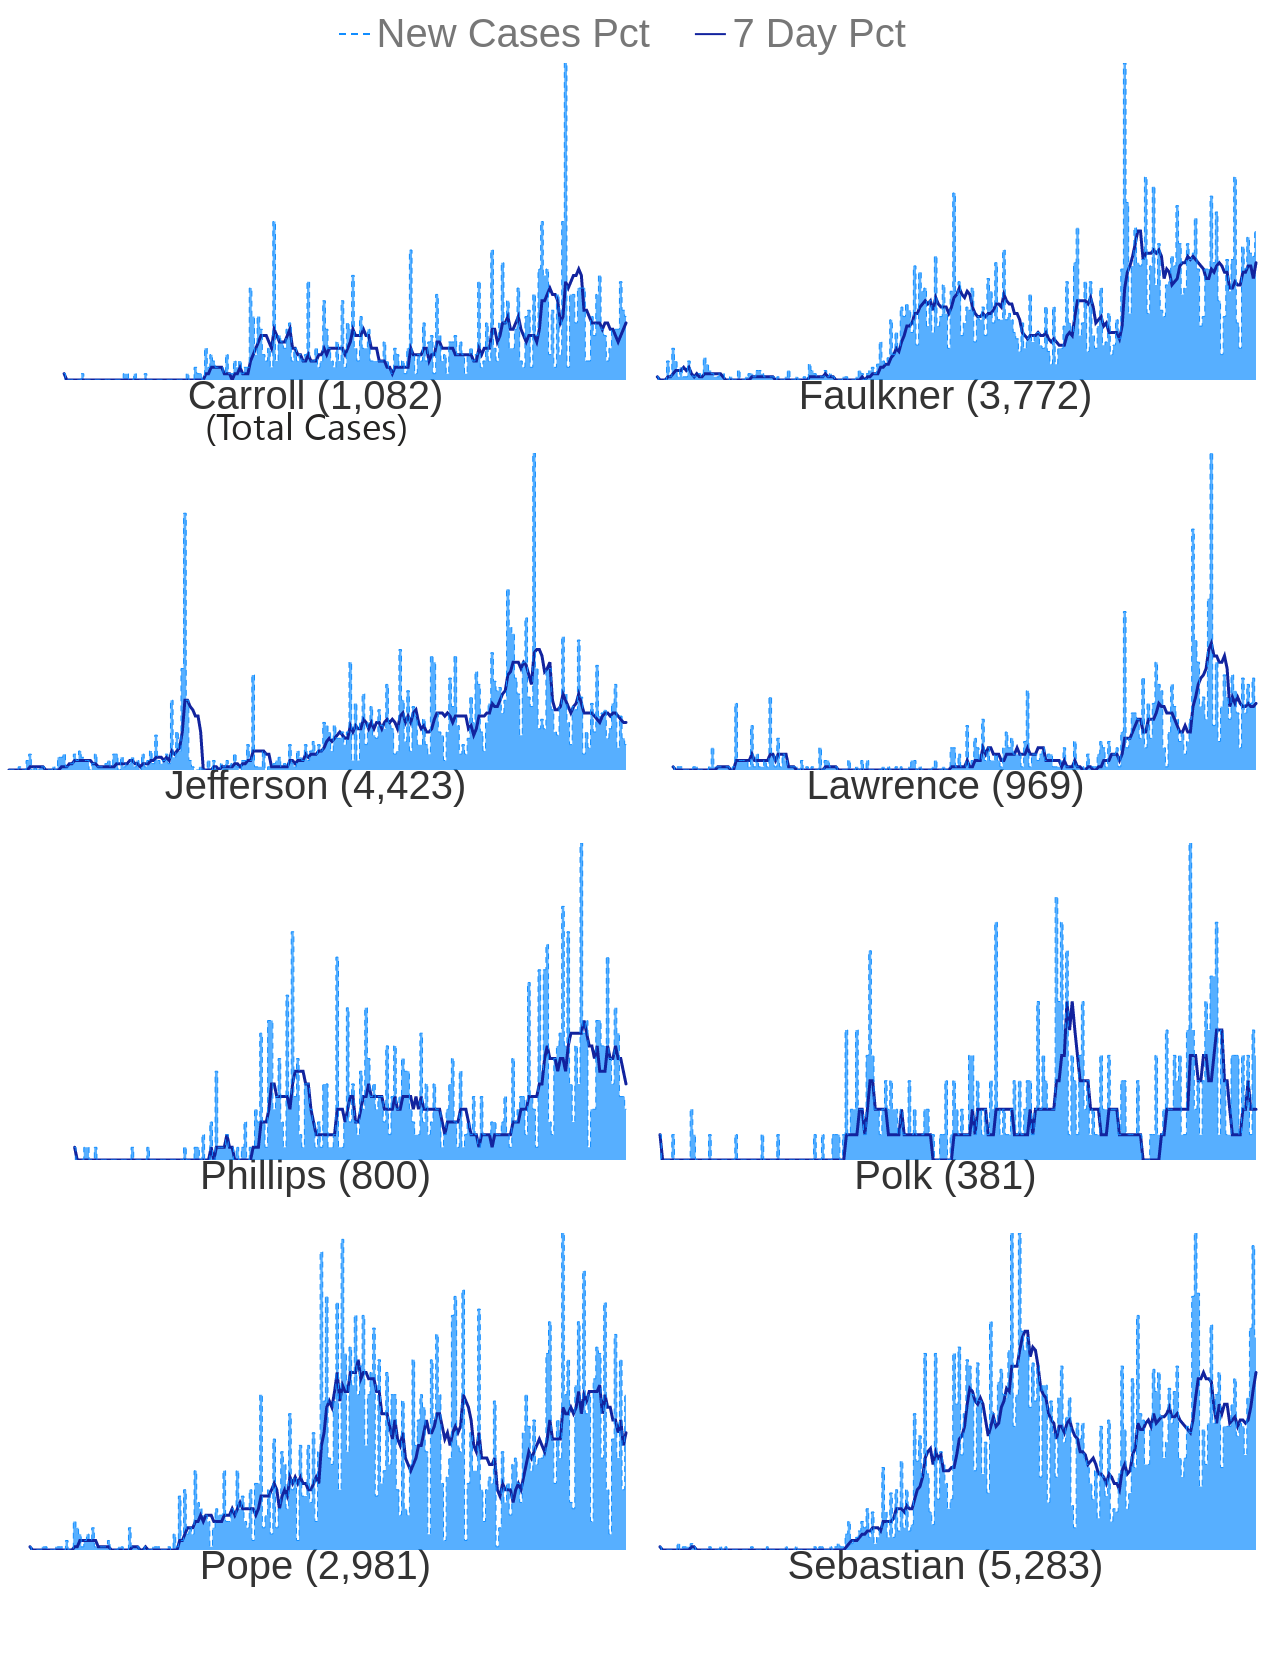 New Cases Pct 7 Day Pct
Carroll (1,082) Faulkner (3,772)
(Total Cases)
Jefferson (4,423) Lawrence (969)
Phillips (800) Polk (381)
Pope (2,981) Sebastian (5,283)